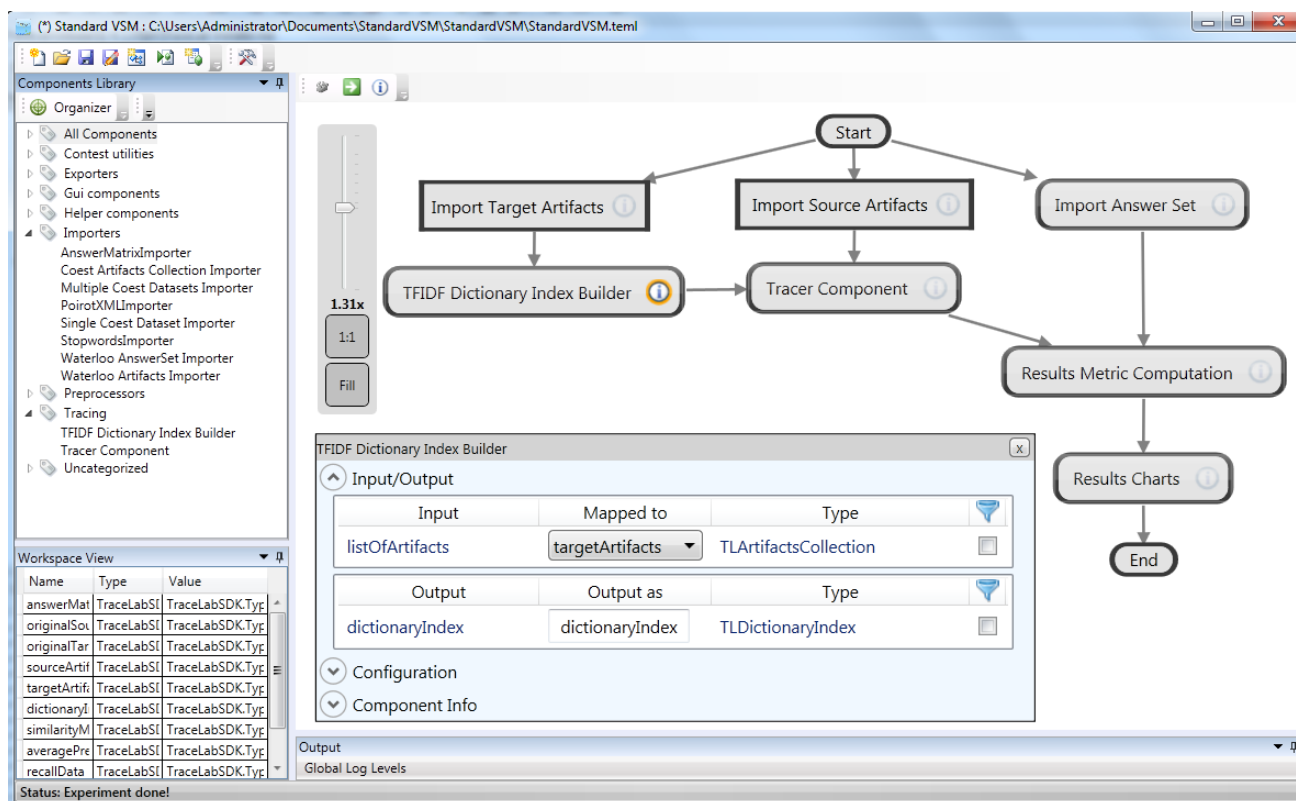 (*) Standard VSM : C:\Users\Administrator\Documents\StandardVSM\StandardVSM\StandardVSM.teml
Components Library
Organizer
All Components
Contest utilities
Exporters
Gui components
Helper components
Importers
AnswerMatrixImporter
Coest Artifacts Collection Importer
Multiple Coest Datasets Importer
PoirotXMLImporter
Single Coest Dataset Importer
StopwordsImporter
Waterloo AnswerSet Importer
Waterloo Artifacts Importer
Preprocessors
Tracing
TFIDF Dictionary Index Builder
Tracer Component
Uncategorized
Workspace View
Name Type Value
answerMat TraceLabSI TraceLabSDK.Typ
originalSou TraceLabSI TraceLabSDK.Typ
originalTar TraceLabSI TraceLabSDK.Typ
sourceArtif TraceLabSI TraceLabSDK.Typ
targetArtifa TraceLabSI TraceLabSDK.Typ
dictionaryI TraceLabSI TraceLabSDK.Typ
similarityM TraceLabSI TraceLabSDK.Typ
averagePre TraceLabSI TraceLabSDK.Typ
recallData TraceLabSI TraceLabSDK.Typ
1.31x
1:1
Fill
Start
Import Target Artifacts
Import Source Artifacts
Import Answer Set
TFIDF Dictionary Index Builder
Tracer Component
Results Metric Computation
Results Charts
End
TFIDF Dictionary Index Builder x
Input/Output
Input Mapped to Type
listOfArtifacts targetArtifacts TLArtifactsCollection
Output Output as Type
dictionaryIndex dictionaryIndex TLDictionaryIndex
Configuration
Component Info
Output
Global Log Levels
Status: Experiment done!